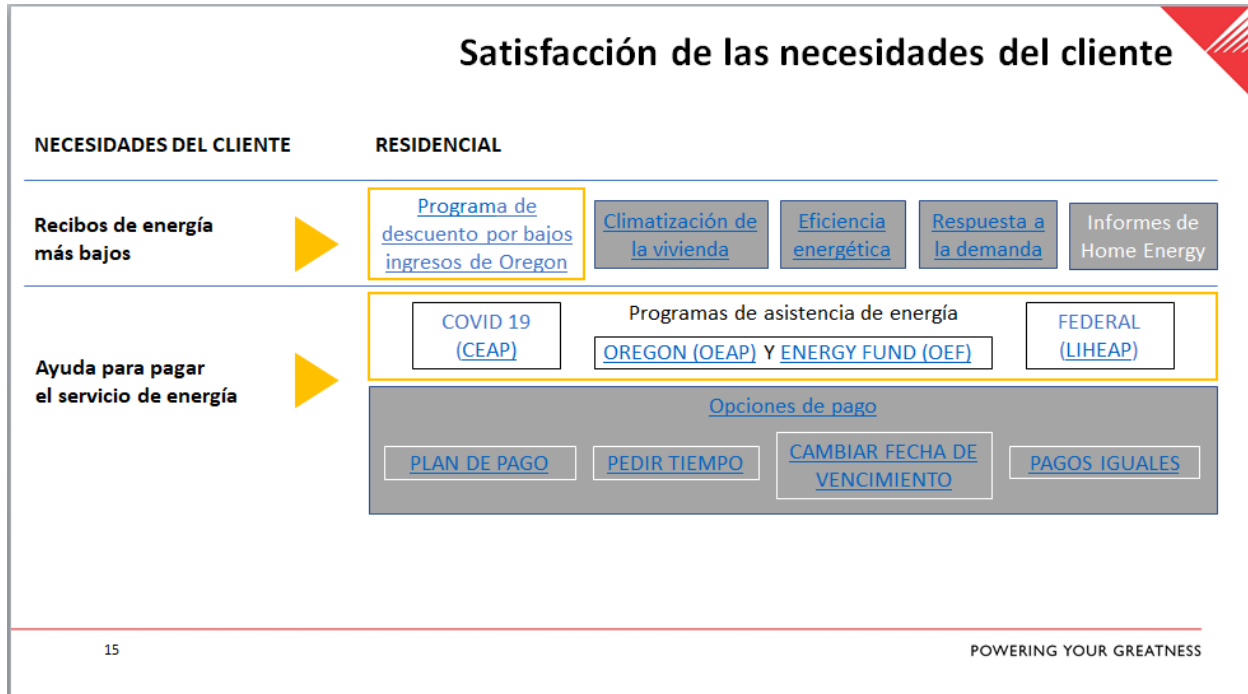 Satisfacción de las necesidades del cliente
NECESIDADES DEL CLIENTE
RESIDENCIAL
Recibos de energía
más bajos
Programa de
descuento por bajos
ingresos de Oregon
Climatización de
la vivienda
Eficiencia
energética
Respuesta a
la demanda
Informes de
Home Energy
Ayuda para pagar
el servicio de energía
COVID 19
(CEAP)
Programas de asistencia de energía
OREGON (OEAP) Y ENERGY FUND (OEF)
FEDERAL
(LIHEAP)
Opciones de pago
PLAN DE PAGO
PEDIR TIEMPO
CAMBIAR FECHA DE
VENCIMIENTO
PAGOS IGUALES
15
POWERING YOUR GREATNESS